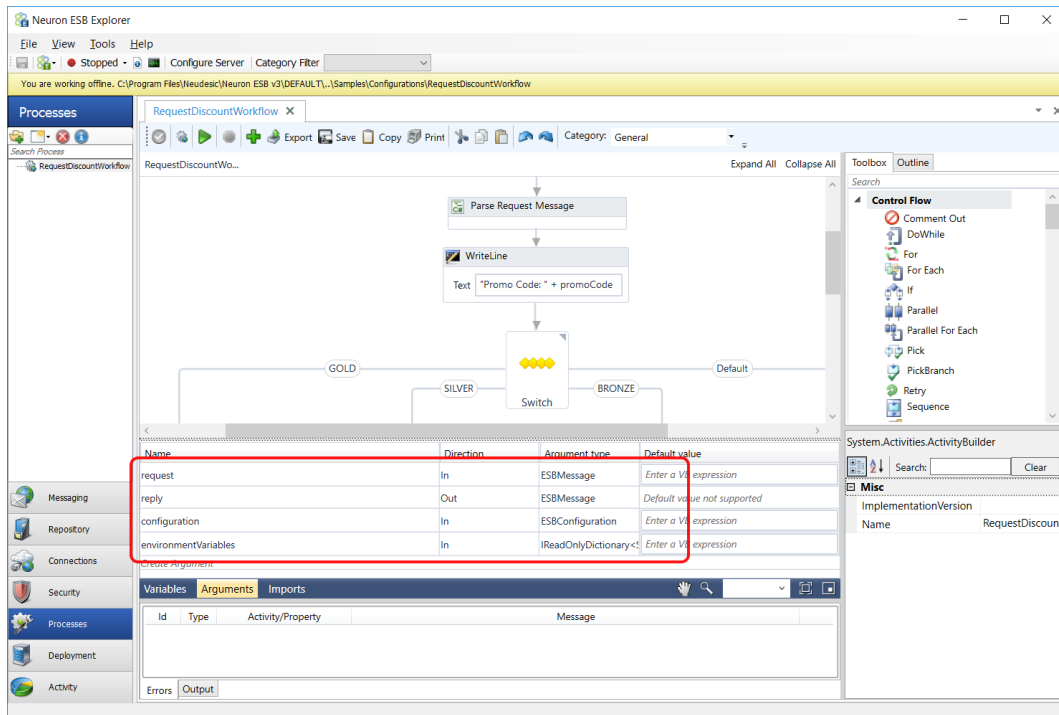 Neuron ESB Explorer
File View Tools Help
Stopped Configure Server Category Filter
You are working offline. C:\Program Files\Neudesic\Neuron ESB v3\DEFAULT\..\Samples\Configurations\RequestDiscountWorkflow
Processes
Search Process
RequestDiscountWorkflow
Messaging
Repository
Connections
Security
Processes
Deployment
Activity
RequestDiscountWorkflow
Export Save Copy Print Category: General
RequestDiscountWo... Expand All Collapse All
Parse Request Message
WriteLine
Text "Promo Code: " + promoCode
GOLD Default
SILVER BRONZE
Switch
Name Direction Argument type Default value
request In ESBMessage Enter a VB expression
reply Out ESBMessage Default value not supported
configuration In ESBConfiguration Enter a VB expression
environmentVariables In IReadOnlyDictionary<S Enter a VB expression
Create Argument
Variables Arguments Imports
Id Type Activity/Property Message
Errors Output
Toolbox Outline
Search
Control Flow
Comment Out
DoWhile
For
For Each
If
Parallel
Parallel For Each
Pick
PickBranch
Retry
Sequence
System.Activities.ActivityBuilder
Search: Clear
Misc
ImplementationVersion
Name RequestDiscoun